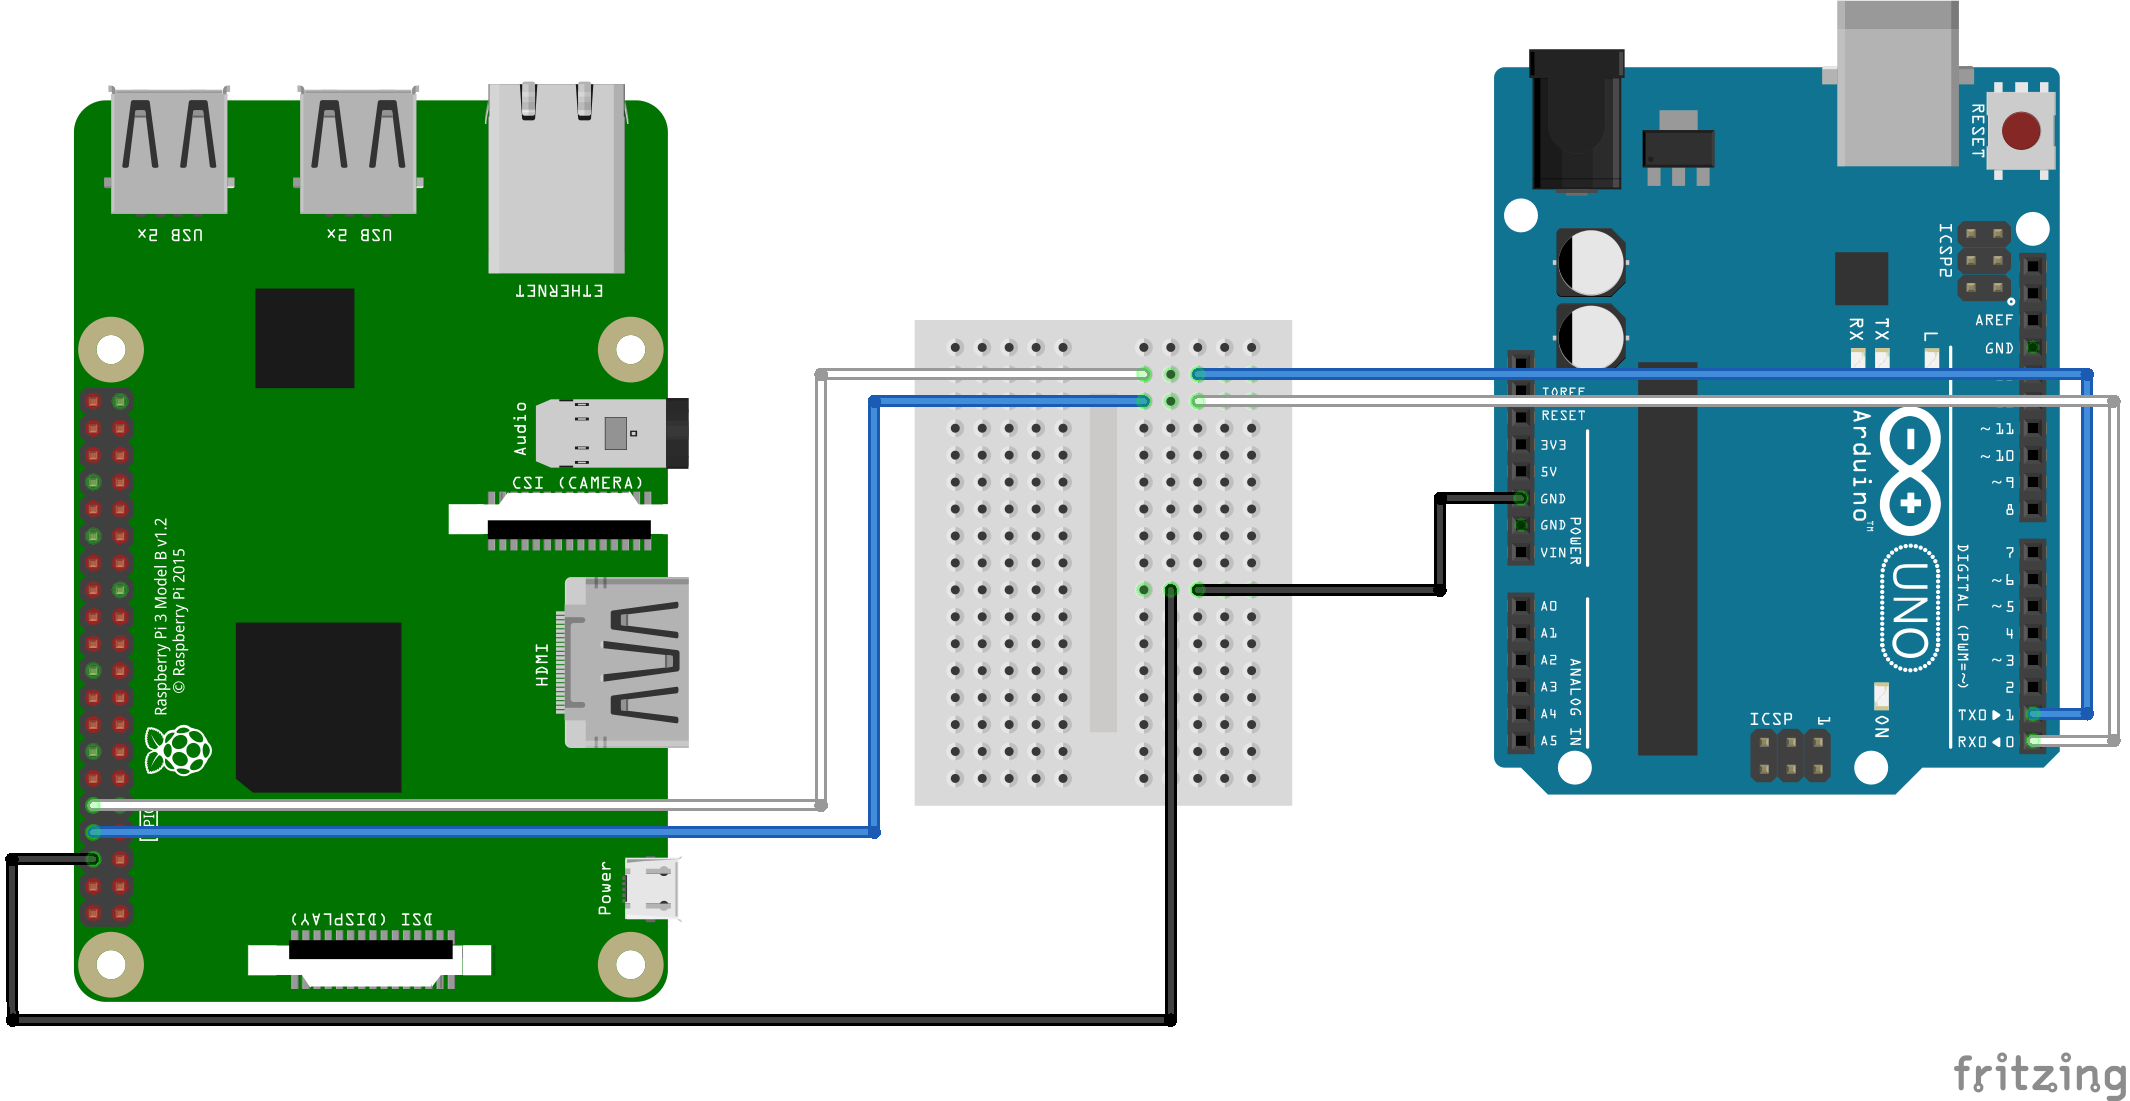 USB 2x
USB 2x
ETHERNET
Audio
CSI (CAMERA)
HDMI
Raspberry Pi 3 Model B v1.2
© Raspberry Pi 2015
Power
DSI (DISPLAY)
RESET
ICSP2
AREF
GND
RX
TX
L
IOREF
RESET
3V3
5V
GND
GND
VIN
POWER
A0
A1
A2
A3
A4
A5
ANALOG IN
Arduino™
UNO
~11
~10
~9
8
7
~6
~5
4
~3
2
TX0▶1
RX0◀0
DIGITAL (PWM=~)
ICSP
1
ON
fritzing